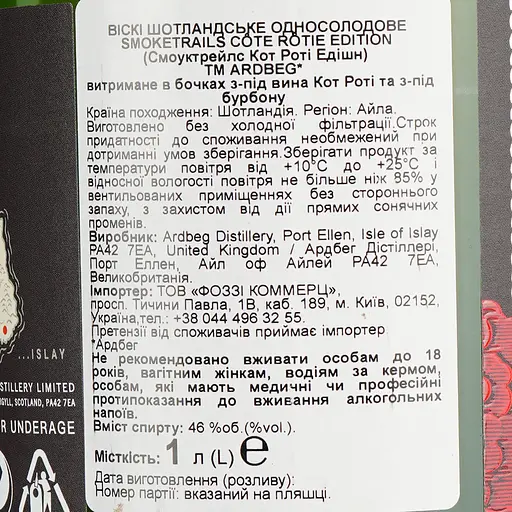 ВІСКІ ШОТЛАНДСЬКЕ ОДНОСОЛОДОВЕ
SMOKETRAILS CÔTE RÔTIE EDITION
(Смоуктрейлс Кот Роті Едішн)
ТМ ARDBEG*
витримане в бочках з-під вина Кот Роті та з-під
бурбону
Країна походження: Шотландія. Регіон: Айла.
Виготовлено без холодної фільтрації.Строк
придатності до споживання необмежений при
дотриманні умов зберігання.Зберігати продукт за
температури повітря від +10°С до +25°С і
відносної вологості повітря не більше ніж 85% у
вентильованих приміщеннях без стороннього
запаху, з захистом від дії прямих сонячних
променів.
Виробник: Ardbeg Distillery, Port Ellen, Isle of Islay
PA42 7EA, United Kingdom / Ардбег Дістіллері,
Порт Еллен, Айл оф Айлей PA42 7EA,
Великобританія.
Імпортер: ТОВ «ФОЗЗІ КОММЕРЦ»,
просп. Тичини Павла, 1В, каб. 189, м. Київ, 02152,
Україна,тел.: +38 044 496 32 55.
Претензії від споживачів приймає імпортер
*Ардбег
Не рекомендовано вживати особам до 18
років, вагітним жінкам, водіям за кермом,
особам, які мають медичні чи професійні
протипоказання до вживання алкогольних
напоїв.
Вміст спирту: 46 %об.(%vol.).
Місткість: 1 л (L) ℮
Дата виготовлення (розливу):
Номер партії: вказаний на пляшці.
...ISLAY
STILLERY LIMITED
GYLL, SCOTLAND, PA42 7EA
R UNDERAGE